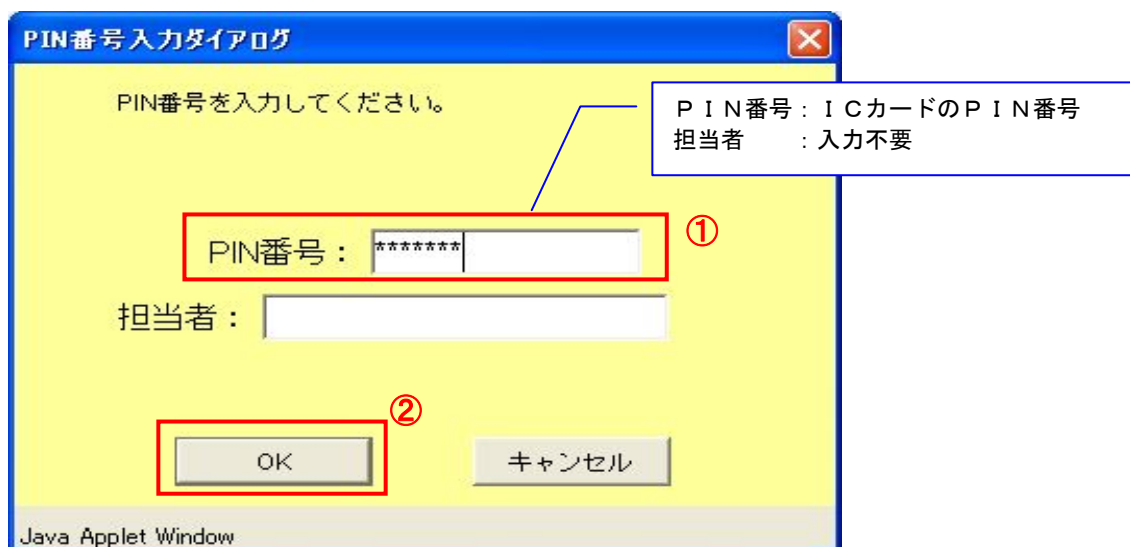 PIN番号入力ダイアログ
PIN番号を入力してください。
ＰＩＮ番号：ＩＣカードのＰＩＮ番号
担当者　　：入力不要
①
PIN番号： *******
担当者：
②
OK
キャンセル
Java Applet Window